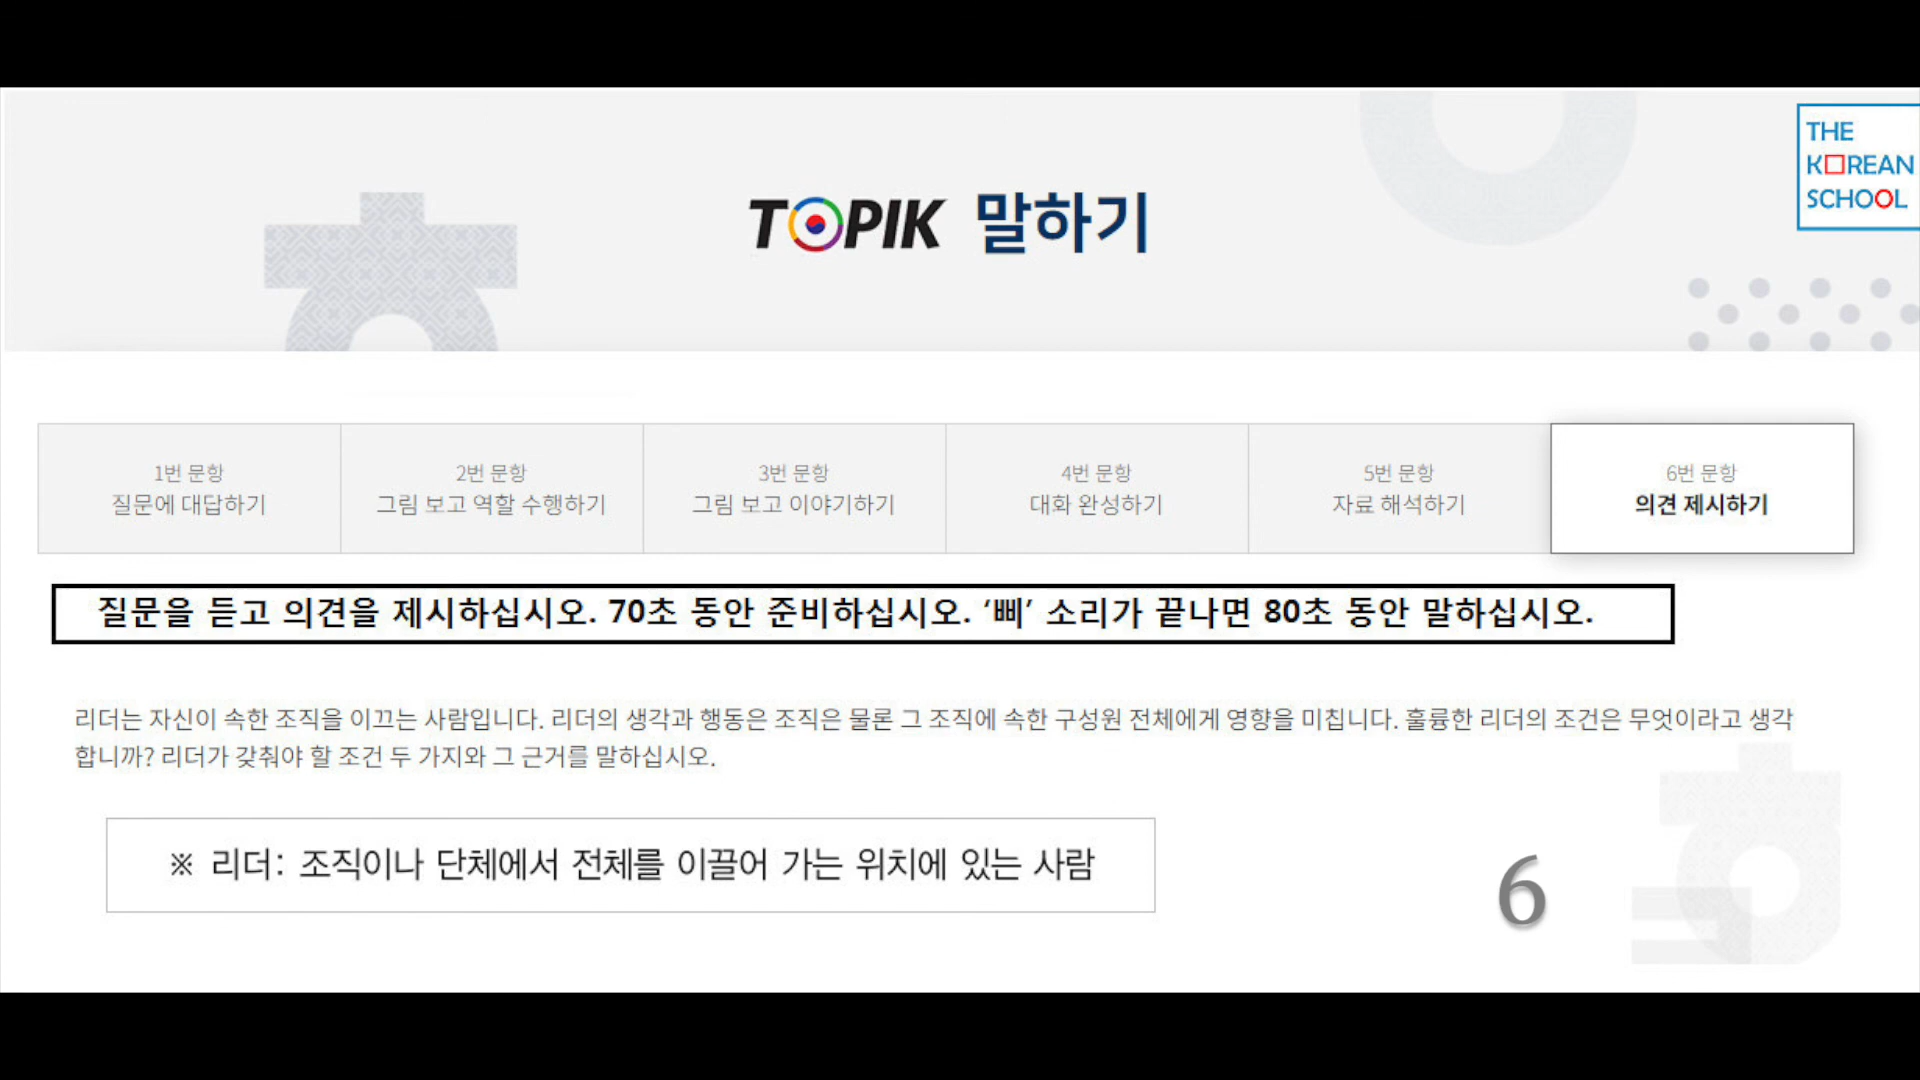 THE
KOREAN
SCHOOL
TOPIK 말하기
1번 문항
질문에 대답하기
2번 문항
그림 보고 역할 수행하기
3번 문항
그림 보고 이야기하기
4번 문항
대화 완성하기
5번 문항
자료 해석하기
6번 문항
의견 제시하기
질문을 듣고 의견을 제시하십시오. 70초 동안 준비하십시오. ‘삐’ 소리가 끝나면 80초 동안 말하십시오.
리더는 자신이 속한 조직을 이끄는 사람입니다. 리더의 생각과 행동은 조직은 물론 그 조직에 속한 구성원 전체에게 영향을 미칩니다. 훌륭한 리더의 조건은 무엇이라고 생각
합니까? 리더가 갖춰야 할 조건 두 가지와 그 근거를 말하십시오.
※ 리더: 조직이나 단체에서 전체를 이끌어 가는 위치에 있는 사람
6